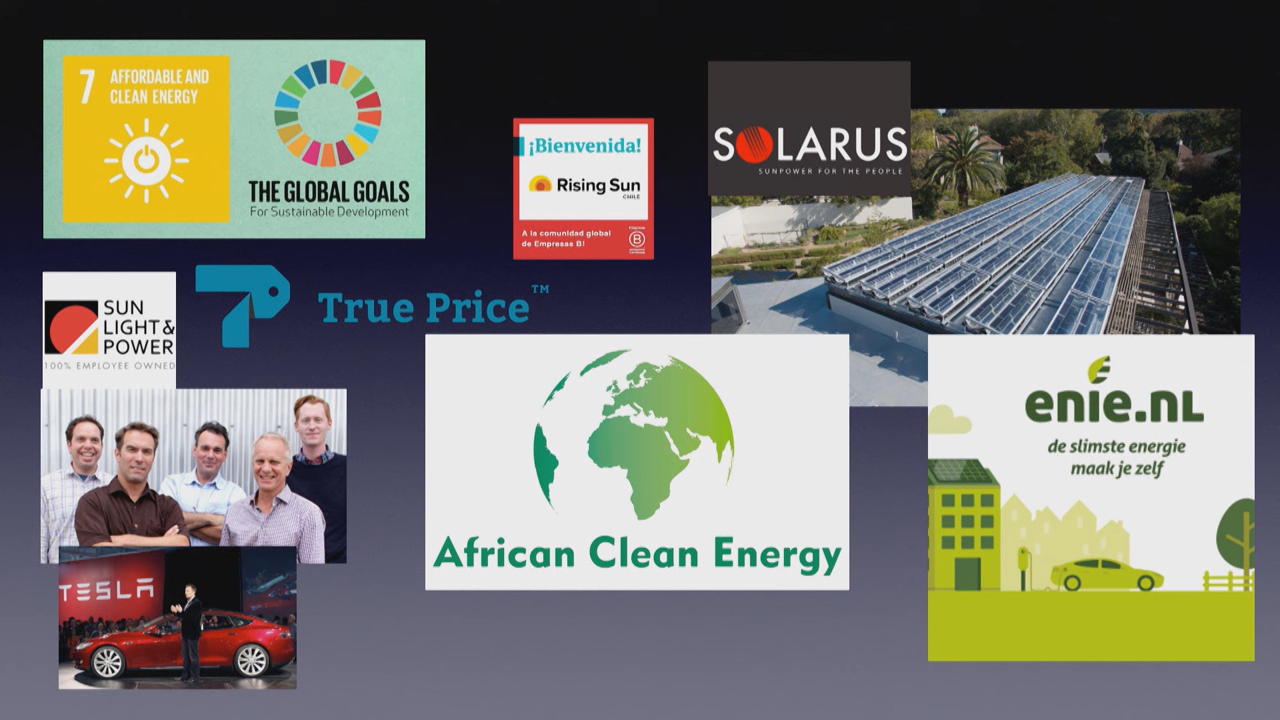 7 AFFORDABLE AND
CLEAN ENERGY
THE GLOBAL GOALS
For Sustainable Development
¡Bienvenida!
Rising Sun
CHILE
A la comunidad global
de Empresas B!
B
SOLARUS
SUNPOWER FOR THE PEOPLE
SUN
LIGHT &
POWER
100% EMPLOYEE OWNED
True Price™
African Clean Energy
enie.nl
de slimste energie
maak je zelf
TESLA